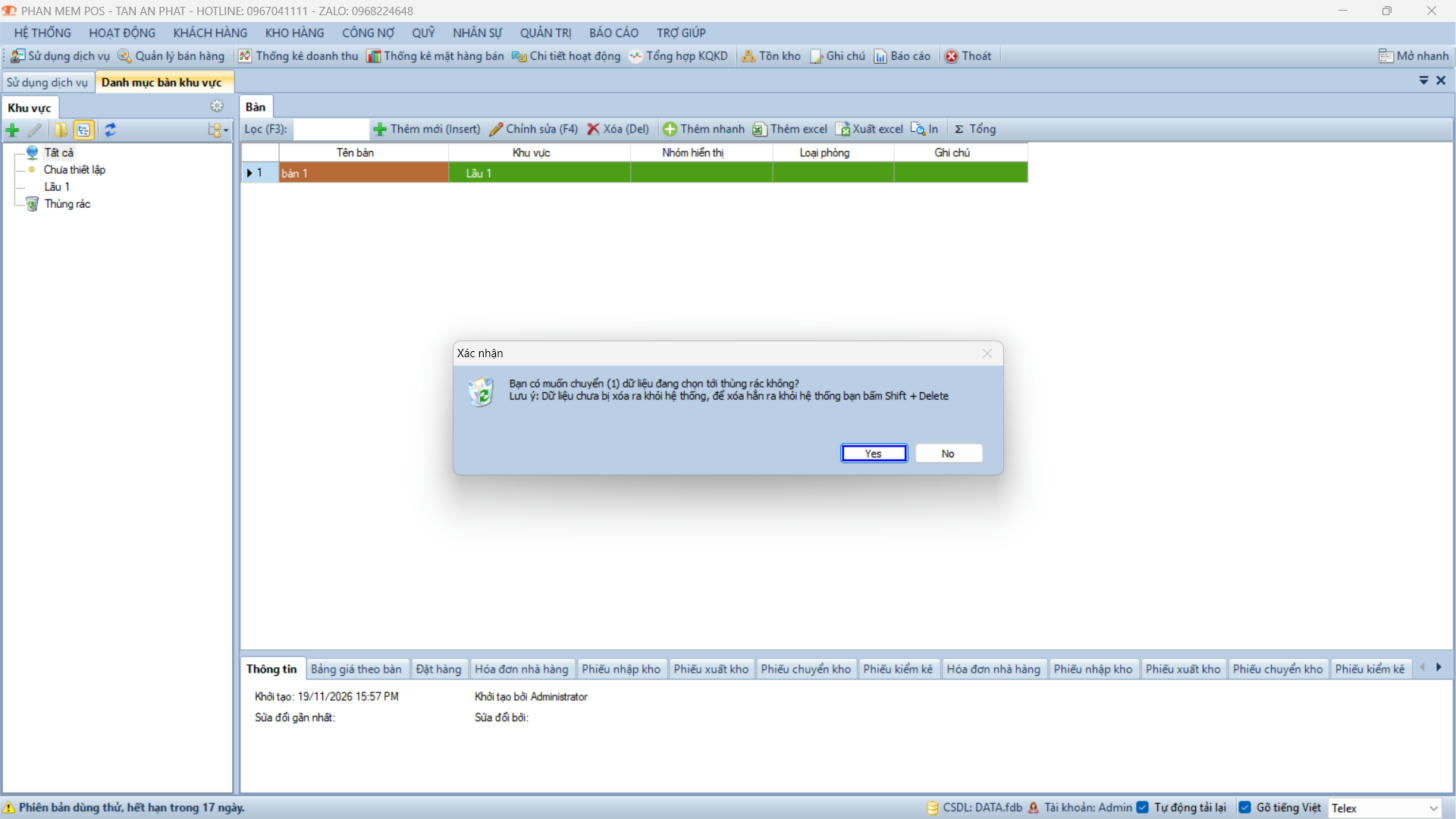 PHAN MEM POS - TAN AN PHAT - HOTLINE: 0967041111 - ZALO: 0968224648
HỆ THỐNG HOẠT ĐỘNG KHÁCH HÀNG KHO HÀNG CÔNG NỢ QUỸ NHÂN SỰ QUẢN TRỊ BÁO CÁO TRỢ GIÚP
Sử dụng dịch vụ Quản lý bán hàng Thống kê doanh thu Thống kê mặt hàng bán Chi tiết hoạt động Tổng hợp KQKD Tồn kho Ghi chú Báo cáo Thoát Mở nhanh
Sử dụng dịch vụ Danh mục bàn khu vực
Khu vực Bàn
Lọc (F3): Thêm mới (Insert) Chỉnh sửa (F4) Xóa (Del) Thêm nhanh Thêm excel Xuất excel In Σ Tổng
Tên bàn Khu vực Nhóm hiển thị Loại phòng Ghi chú
1 bàn 1 Lầu 1
Tất cả
Chưa thiết lập
Lầu 1
Thùng rác
Xác nhận
Bạn có muốn chuyển (1) dữ liệu đang chọn tới thùng rác không?
Lưu ý: Dữ liệu chưa bị xóa ra khỏi hệ thống, để xóa hẳn ra khỏi hệ thống bạn bấm Shift + Delete
Yes No
Thông tin Bảng giá theo bàn Đặt hàng Hóa đơn nhà hàng Phiếu nhập kho Phiếu xuất kho Phiếu chuyển kho Phiếu kiểm kê Hóa đơn nhà hàng Phiếu nhập kho Phiếu xuất kho Phiếu chuyển kho Phiếu kiểm kê
Khởi tạo: 19/11/2026 15:57 PM Khởi tạo bởi Administrator
Sửa đổi gần nhất: Sửa đổi bởi:
Phiên bản dùng thử, hết hạn trong 17 ngày. CSDL: DATA.fdb Tài khoản: Admin Tự động tải lại Gõ tiếng Việt Telex